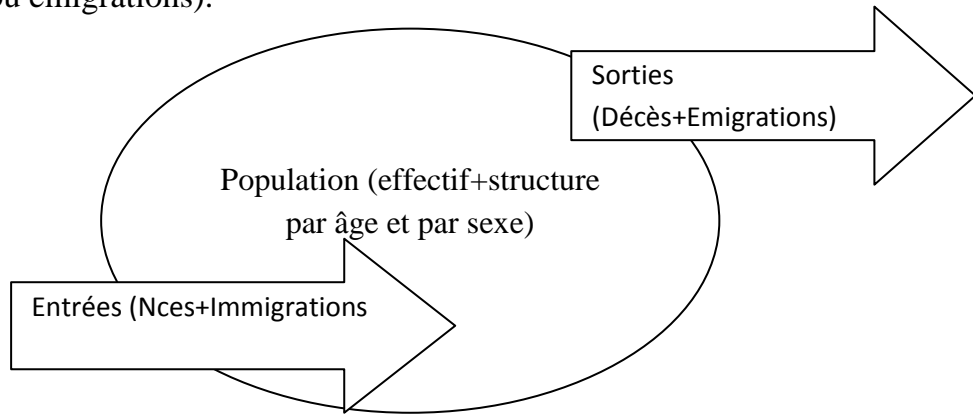 ou émigrations).
Sorties
(Décès+Emigrations)
Population (effectif+structure
par âge et par sexe)
Entrées (Nces+Immigrations